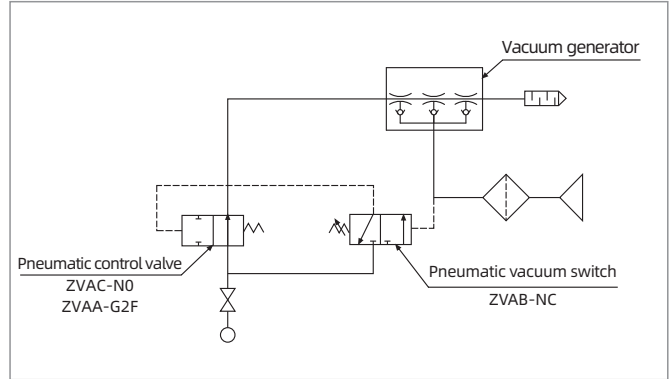 Vacuum generator
Pneumatic control valve
ZVAC-N0
ZVAA-G2F
Pneumatic vacuum switch
ZVAB-NC